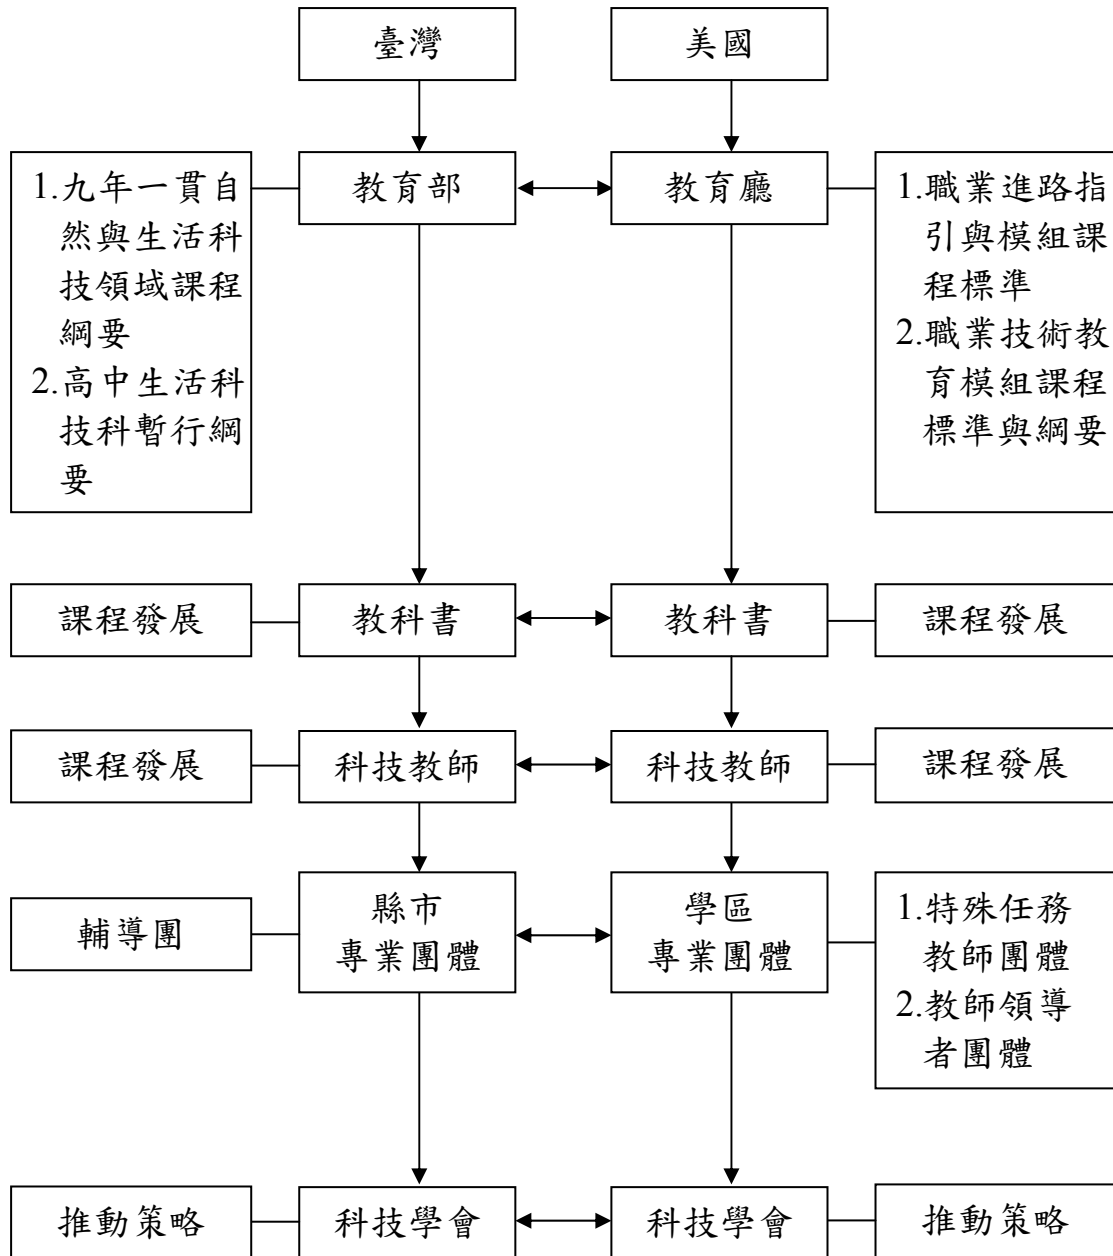 臺灣
美國
1.九年一貫自
然與生活科
技領域課程
綱要
2.高中生活科
技科暫行綱
要
教育部
教育廳
1.職業進路指
引與模組課
程標準
2.職業技術教
育模組課程
標準與綱要
課程發展
教科書
教科書
課程發展
課程發展
科技教師
科技教師
課程發展
輔導團
縣市
專業團體
學區
專業團體
1.特殊任務
教師團體
2.教師領導
者團體
推動策略
科技學會
科技學會
推動策略